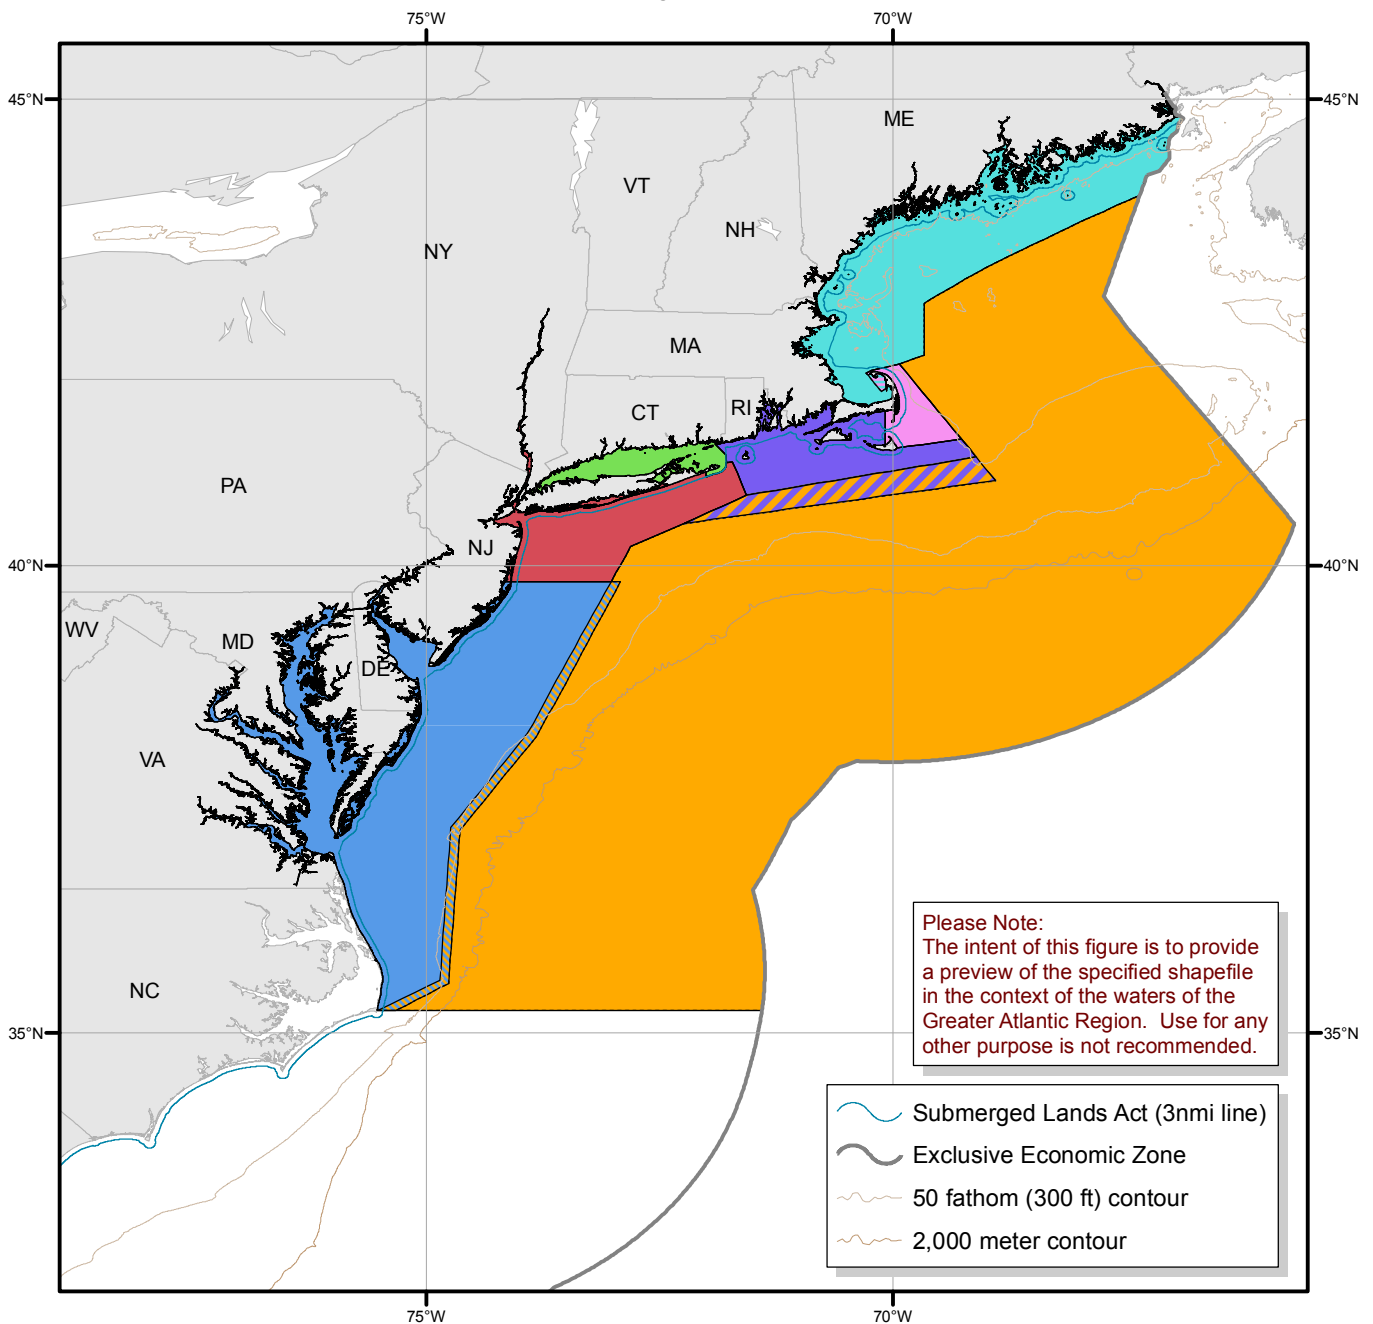 75°W
70°W
45°N
45°N
ME
VT
NH
NY
MA
CT
RI
PA
NJ
40°N
40°N
WV
MD
DE
VA
NC
35°N
35°N
Please Note:
The intent of this figure is to provide
a preview of the specified shapefile
in the context of the waters of the
Greater Atlantic Region. Use for any
other purpose is not recommended.
Submerged Lands Act (3nmi line)
Exclusive Economic Zone
50 fathom (300 ft) contour
2,000 meter contour
75°W
70°W